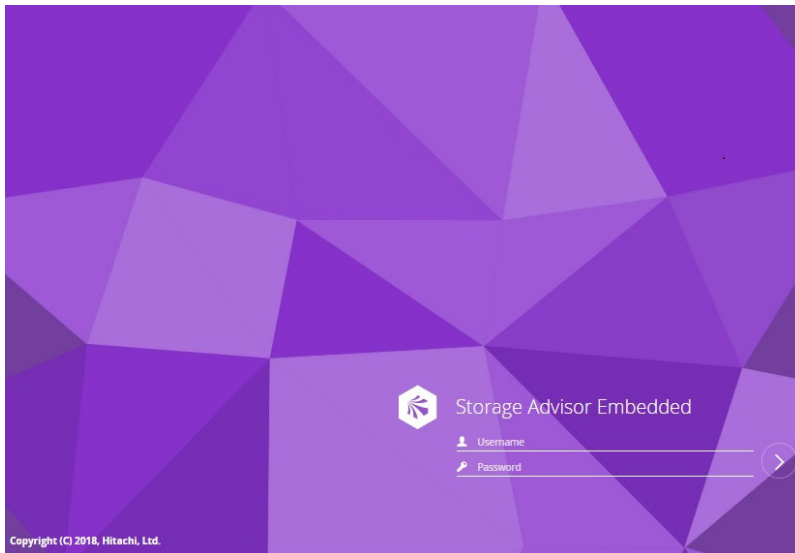 Storage Advisor Embedded
Username
Password
Copyright (C) 2018, Hitachi, Ltd.